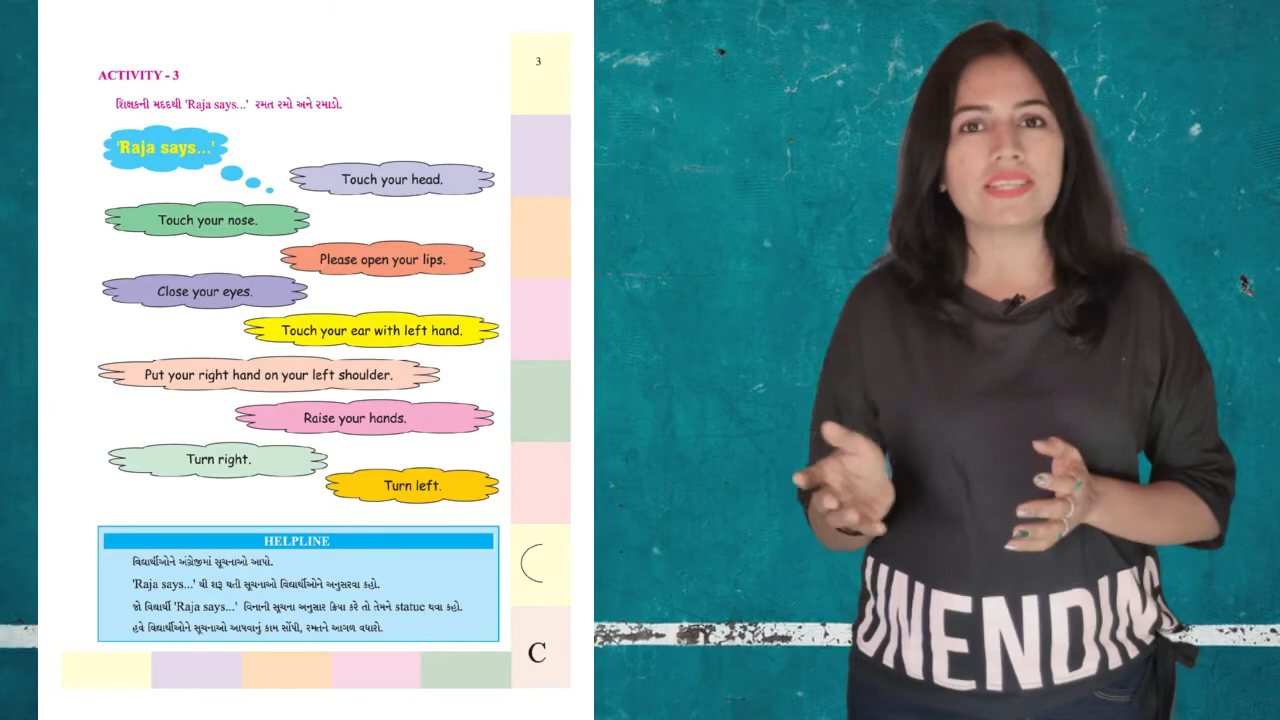 3
ACTIVITY - 3
શિક્ષકની મદદથી 'Raja says...' રમત રમો અને રમાડો.
'Raja says...'
Touch your head.
Touch your nose.
Please open your lips.
Close your eyes.
Touch your ear with left hand.
Put your right hand on your left shoulder.
Raise your hands.
Turn right.
Turn left.
HELPLINE
વિદ્યાર્થીઓને અંગ્રેજીમાં સૂચનાઓ આપો.
'Raja says...' થી શરૂ થતી સૂચનાઓ વિદ્યાર્થીઓને અનુસરવા કહો.
જો વિદ્યાર્થી 'Raja says...' વિનાની સૂચના અનુસાર ક્રિયા કરે તો તેમને statue થવા કહો.
હવે વિદ્યાર્થીઓને સૂચનાઓ આપવાનું કામ સોંપી, રમતને આગળ વધારો.
C
UNENDING